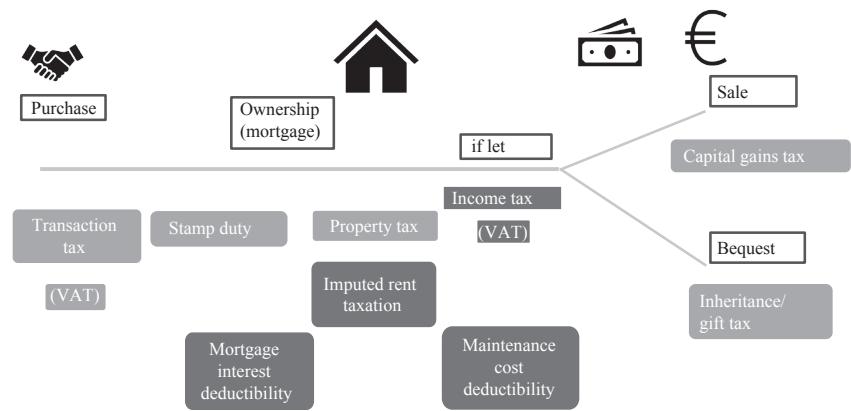 Purchase
Ownership
(mortgage)
if let
Sale
Capital gains tax
Income tax
(VAT)
Transaction
tax
Stamp duty
Property tax
(VAT)
Imputed rent
taxation
Bequest
Inheritance/
gift tax
Mortgage
interest
deductibility
Maintenance
cost
deductibility
€